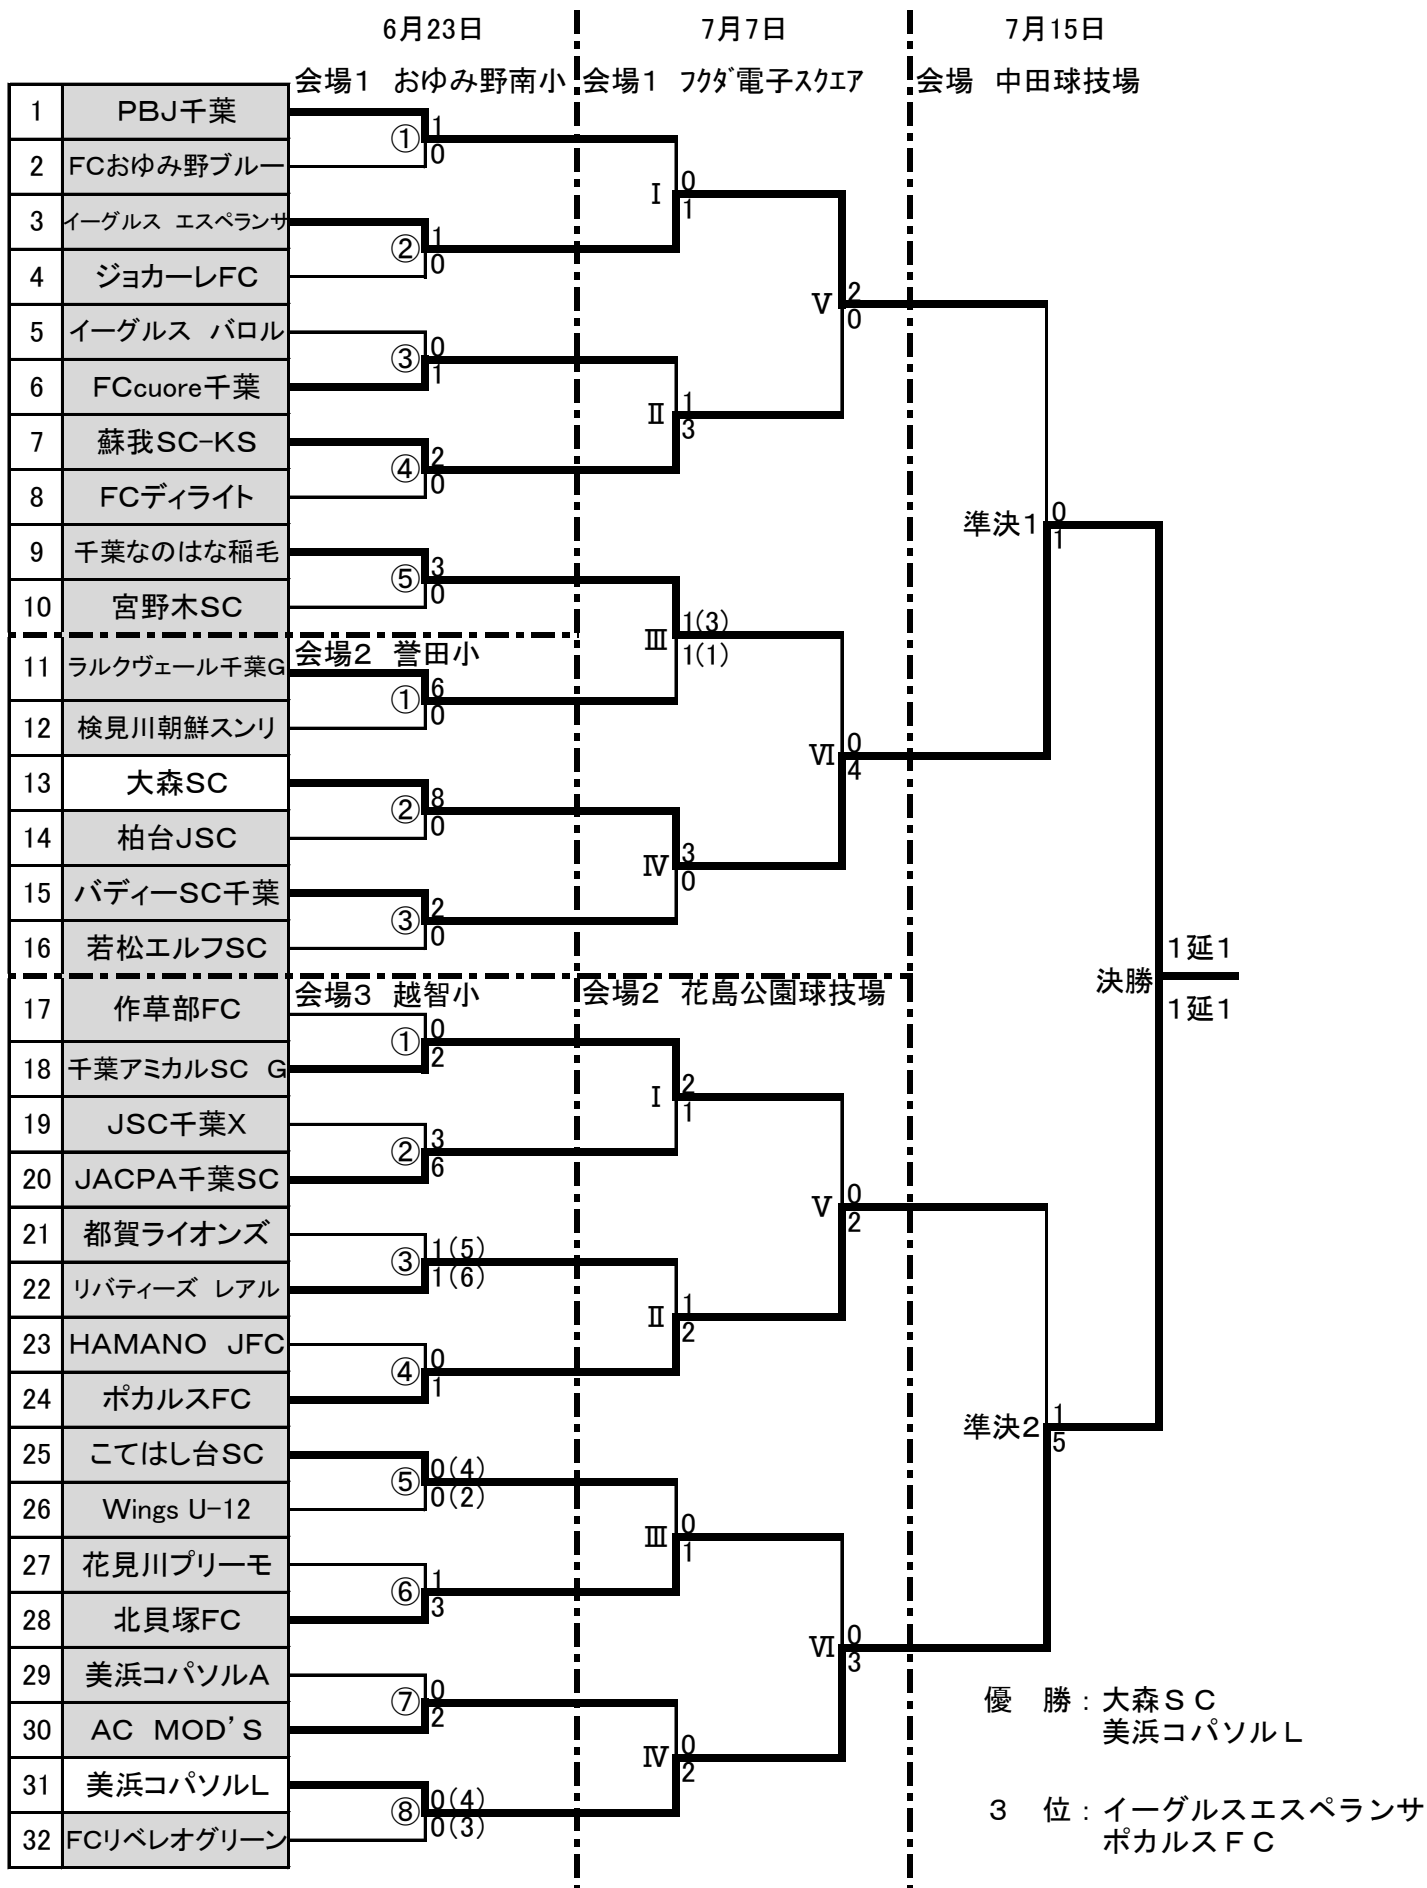 6月23日
7月7日
7月15日
会場1 おゆみ野南小
会場1 フクダ電子スクエア
会場 中田球技場
1 PBJ千葉
① 1
0
2 FCおゆみ野ブルー
Ⅰ 0
1
3 イーグルス エスペランサ
② 1
0
4 ジョカーレFC
Ⅴ 2
0
5 イーグルス バロル
③ 0
1
6 FCcuore千葉
Ⅱ 1
3
7 蘇我SC-KS
④ 2
0
8 FCディライト
準決1 0
1
9 千葉なのはな稲毛
⑤ 3
0
10 宮野木SC
Ⅲ 1(3)
1(1)
会場2 誉田小
11 ラルクヴェール千葉G
① 6
0
12 検見川朝鮮スンリ
Ⅵ 0
4
13 大森SC
② 8
0
14 柏台JSC
Ⅳ 3
0
15 バディーSC千葉
③ 2
0
16 若松エルフSC
決勝 1延1
1延1
会場3 越智小
会場2 花島公園球技場
17 作草部FC
① 0
2
18 千葉アミカルSC G
Ⅰ 2
1
19 JSC千葉X
② 3
6
20 JACPA千葉SC
Ⅴ 0
2
21 都賀ライオンズ
③ 1(5)
1(6)
22 リバティーズ レアル
Ⅱ 1
2
23 HAMANO JFC
④ 0
1
24 ポカルスFC
準決2 1
5
25 こてはし台SC
⑤ 0(4)
0(2)
26 Wings U-12
Ⅲ 0
1
27 花見川プリーモ
⑥ 1
3
28 北貝塚FC
Ⅵ 0
3
29 美浜コパソルA
⑦ 0
2
30 AC MOD'S
Ⅳ 0
2
31 美浜コパソルL
⑧ 0(4)
0(3)
32 FCリベレオグリーン
優 勝：大森SC
美浜コパソルL
3 位：イーグルスエスペランサ
ポカルスFC